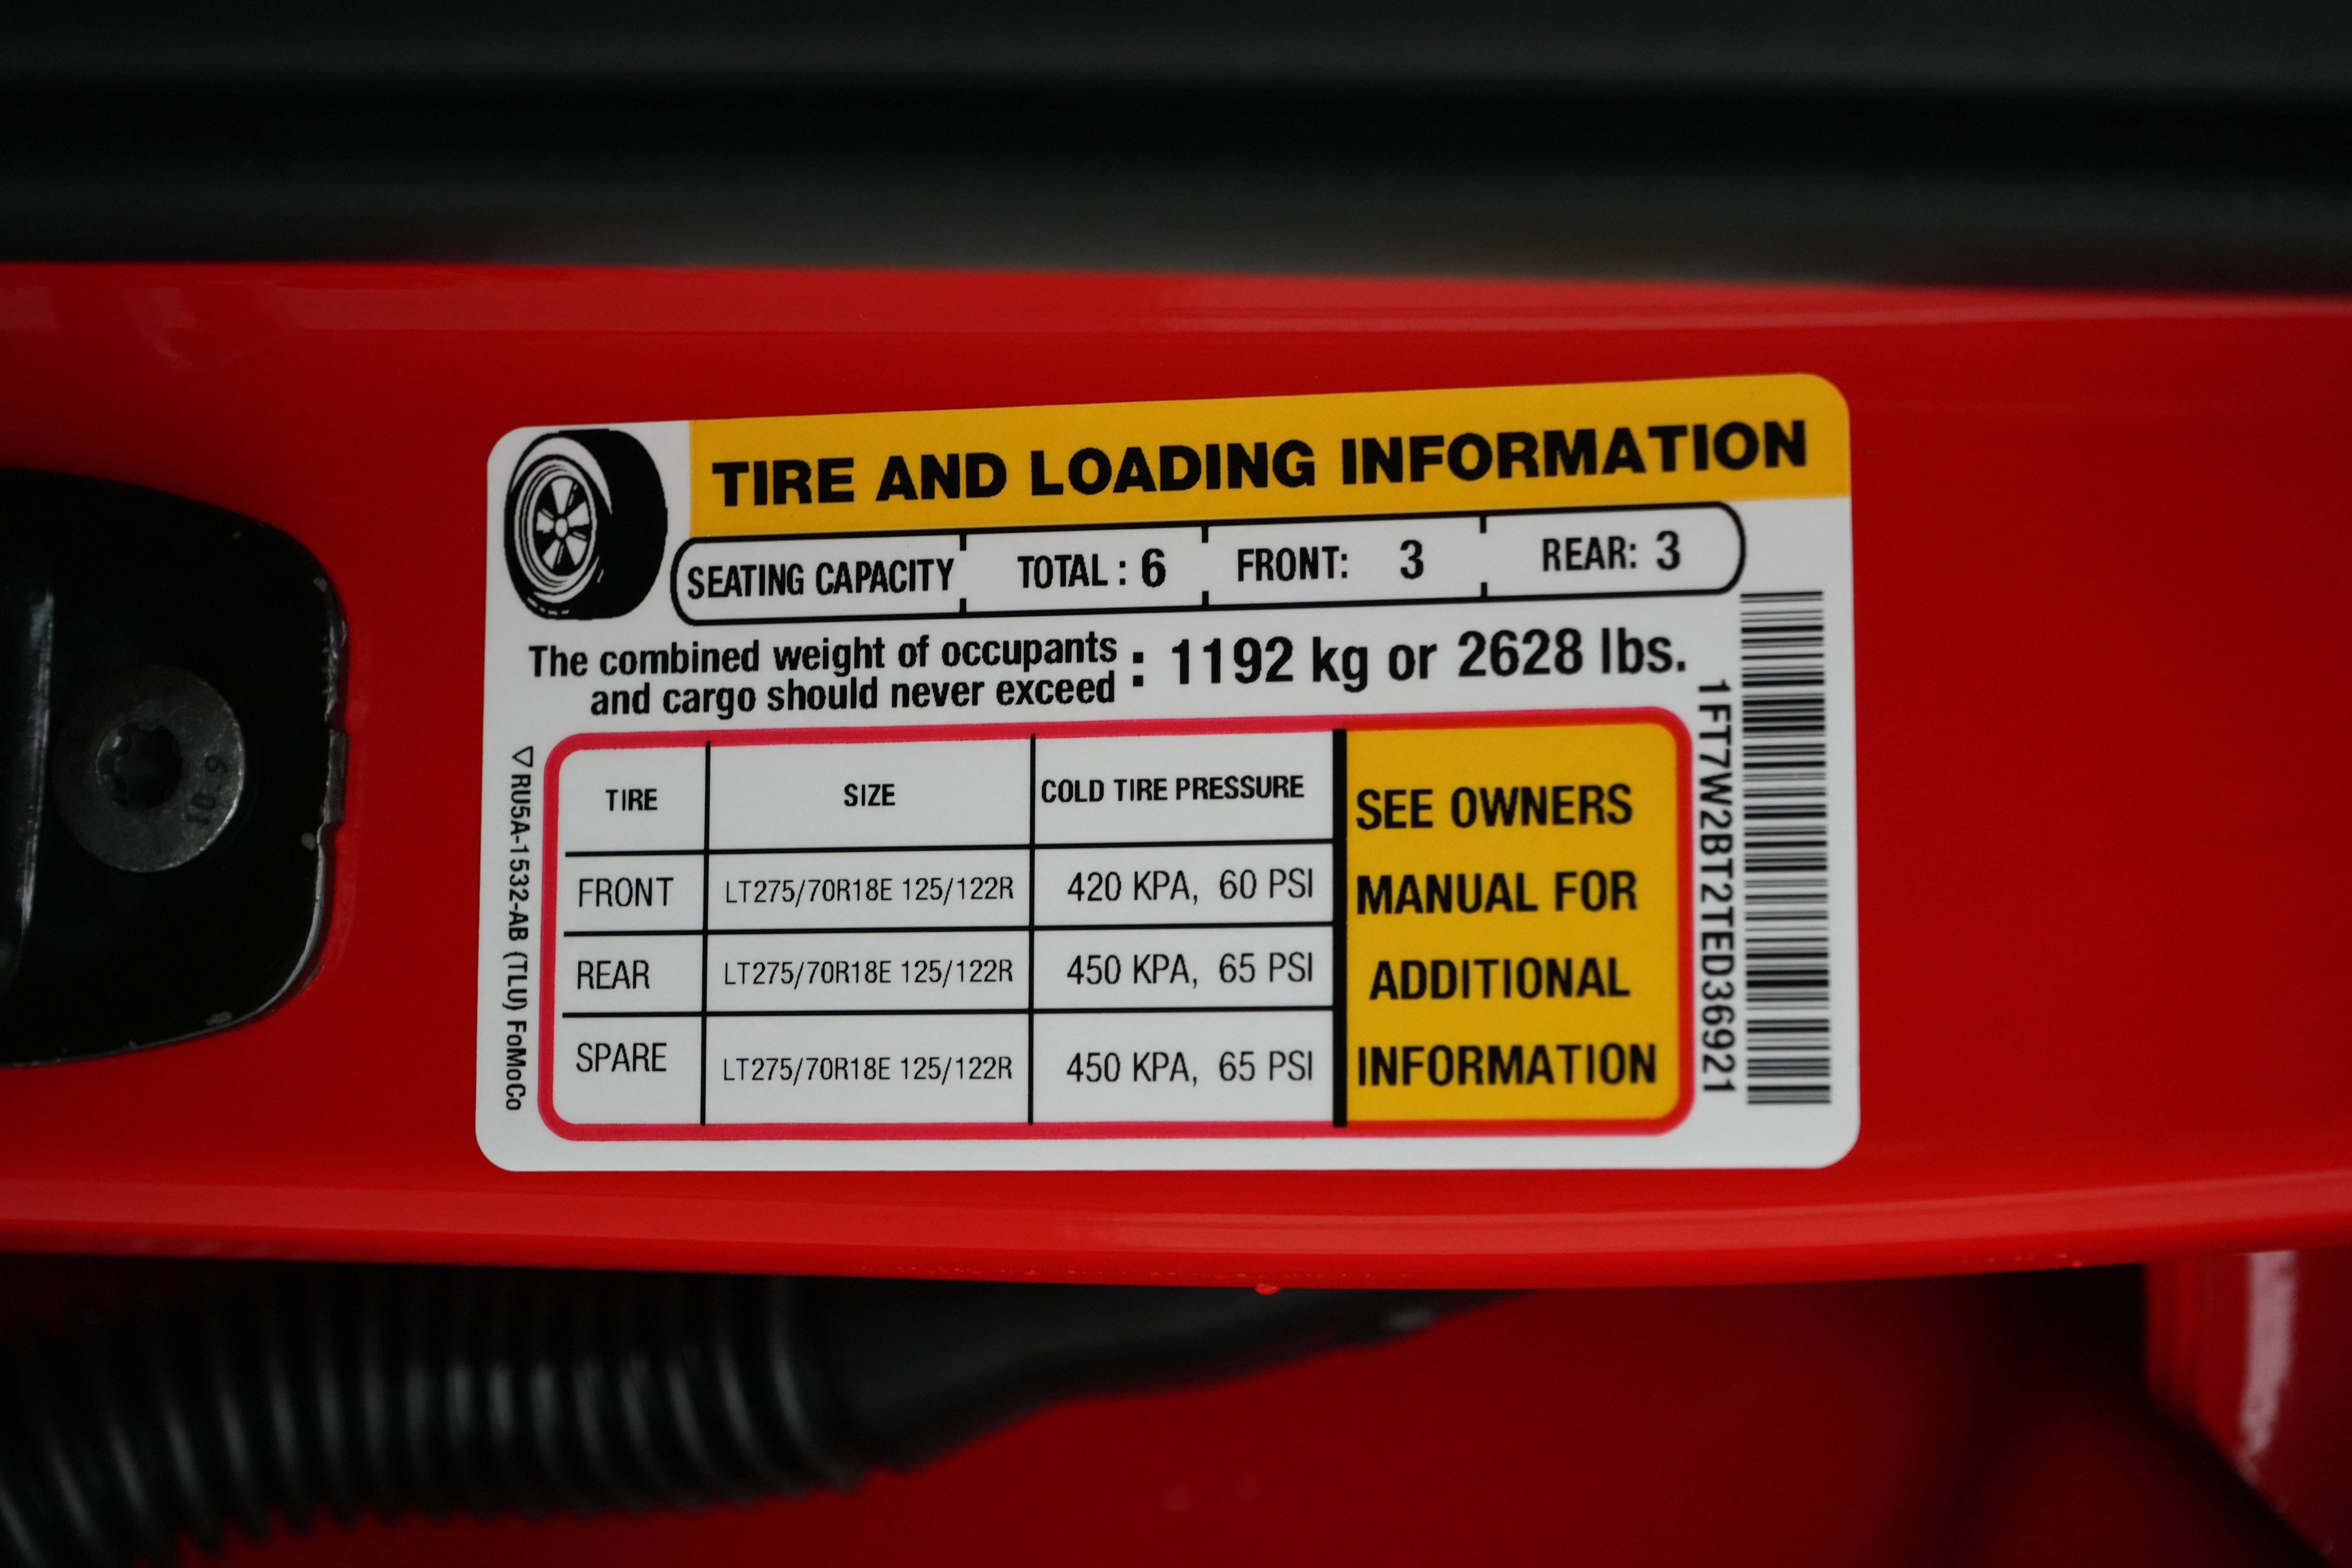 TIRE AND LOADING INFORMATION
SEATING CAPACITY TOTAL : 6 FRONT: 3 REAR: 3
The combined weight of occupants
and cargo should never exceed : 1192 kg or 2628 lbs.
TIRE SIZE COLD TIRE PRESSURE
FRONT LT275/70R18E 125/122R 420 KPA, 60 PSI
REAR LT275/70R18E 125/122R 450 KPA, 65 PSI
SPARE LT275/70R18E 125/122R 450 KPA, 65 PSI
SEE OWNERS
MANUAL FOR
ADDITIONAL
INFORMATION
1FT7W2BT2TED36921
RU5A-1532-AB (TLU) FoMoCo
10.9